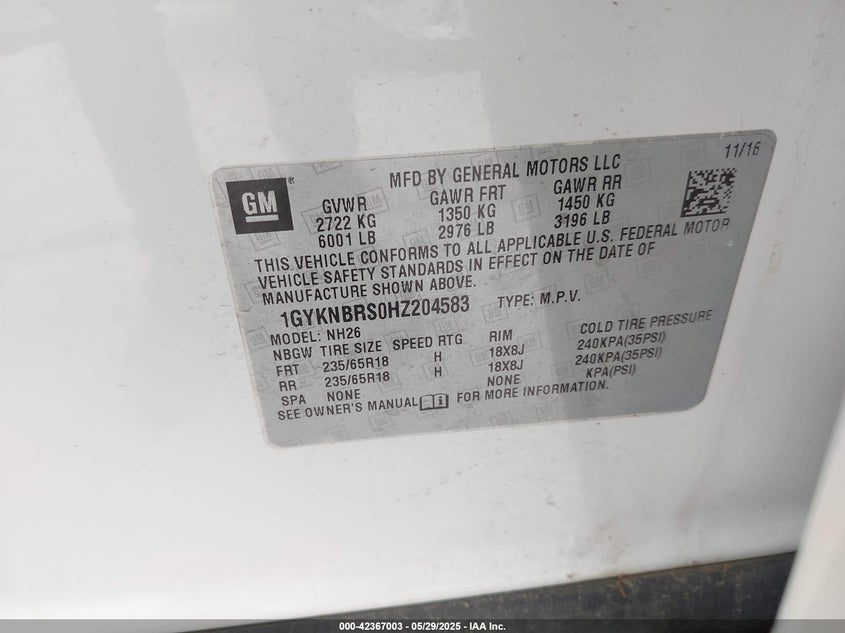 11/16
MFD BY GENERAL MOTORS LLC
GM
GVWR GAWR FRT GAWR RR
2722 KG 1350 KG 1450 KG
6001 LB 2976 LB 3196 LB
THIS VEHICLE CONFORMS TO ALL APPLICABLE U.S. FEDERAL MOTOR
VEHICLE SAFETY STANDARDS IN EFFECT ON THE DATE OF
MANUFACTURE SHOWN ABOVE.
1GYKNBRS0HZ204583 TYPE: M.P.V.
MODEL: NH26
NBGW TIRE SIZE SPEED RTG RIM COLD TIRE PRESSURE
FRT 235/65R18 H 18X8J 240KPA(35PSI)
RR 235/65R18 H 18X8J 240KPA(35PSI)
SPA NONE NONE KPA(PSI)
SEE OWNER'S MANUAL FOR MORE INFORMATION.
000-42367003 - 05/29/2025 - IAA Inc.